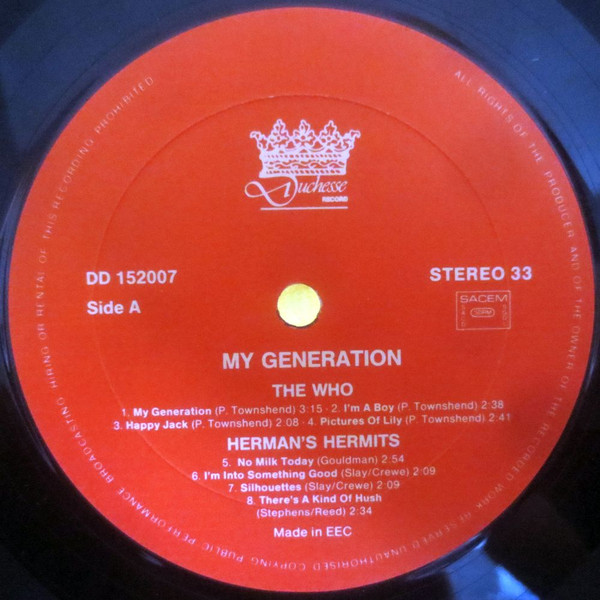 Duchesse
RECORD
DD 152007
STEREO 33
Side A
SACEM
MY GENERATION
THE WHO
1. My Generation (P. Townshend) 3:15 · 2. I'm A Boy (P. Townshend) 2:38
3. Happy Jack (P. Townshend) 2:08 · 4. Pictures Of Lily (P. Townshend) 2:41
HERMAN'S HERMITS
5. No Milk Today (Gouldman) 2:54
6. I'm Into Something Good (Slay/Crewe) 2:09
7. Silhouettes (Slay/Crewe) 2:09
8. There's A Kind Of Hush
(Stephens/Reed) 2:34
Made in EEC
ALL RIGHTS OF THE PRODUCER AND OF THE OWNER OF THE RECORDED WORK RESERVED UNAUTHORISED COPYING PUBLIC PERFORMANCE BROADCASTING HIRING OR RENTAL OF THIS RECORDING PROHIBITED